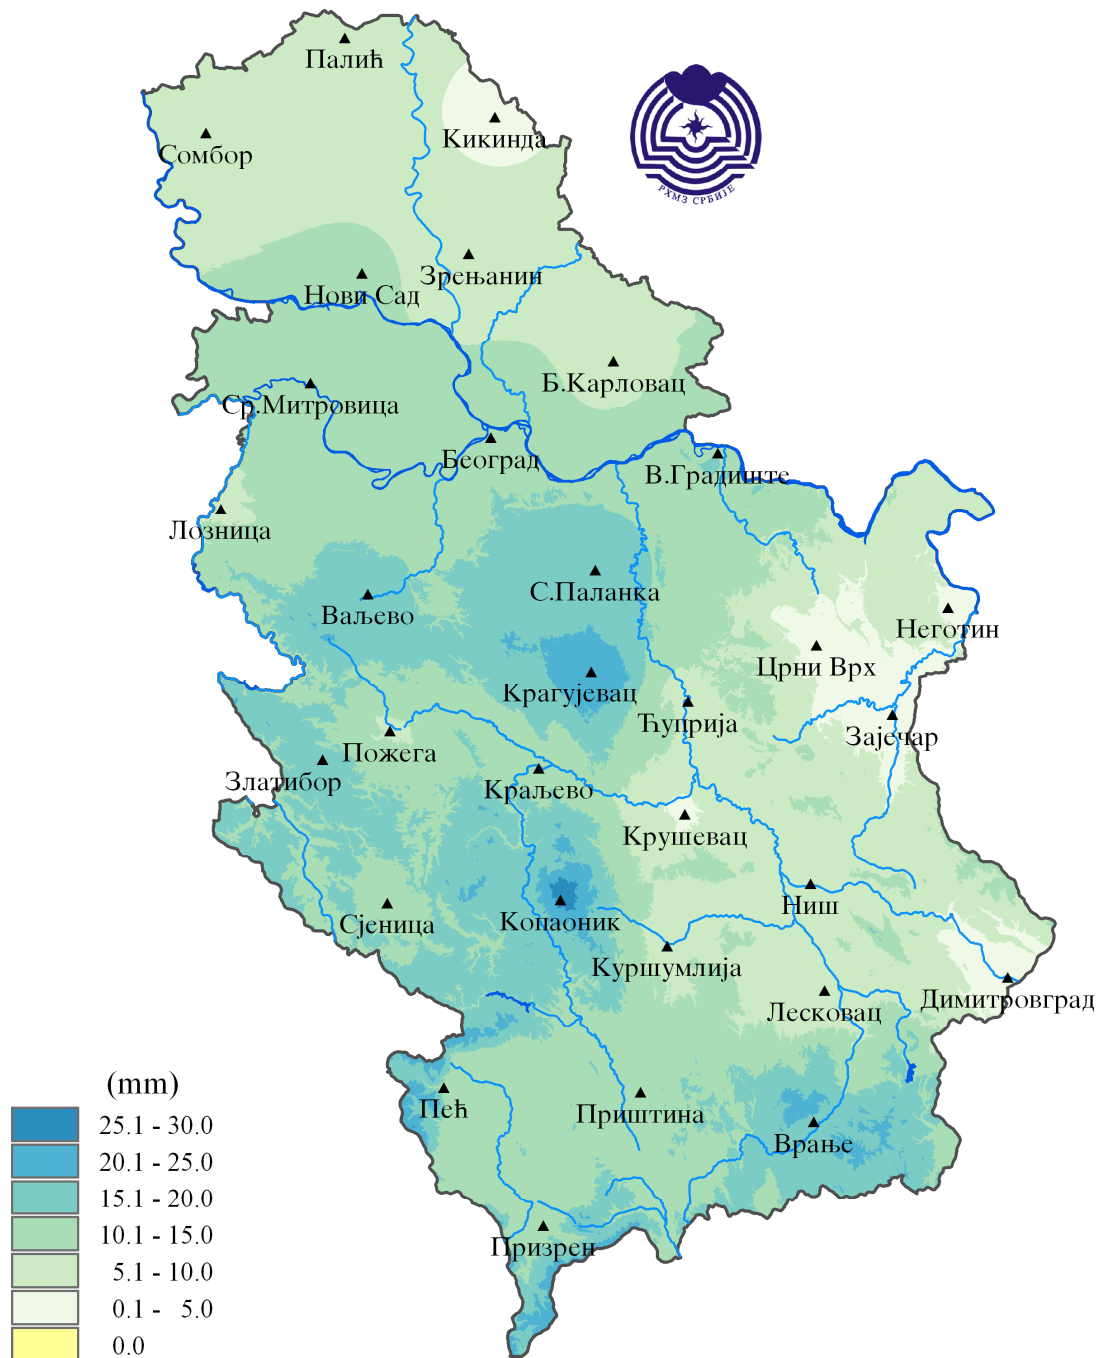 Палић
Кикинда
Сомбор
РХМЗ СРБИЈЕ
Зрењанин
Нови Сад
Б.Карловац
Ср.Митровица
Београд
В.Градиште
Лозница
С.Паланка
Ваљево
Неготин
Црни Врх
Крагујевац
Ћуприја
Зајечар
Пожега
Златибор
Краљево
Крушевац
Ниш
Сјеница
Копаоник
Куршумлија
Димитровград
Лесковац
(mm)
Пећ
Приштина
25.1 - 30.0
Врање
20.1 - 25.0
15.1 - 20.0
10.1 - 15.0
Призрен
5.1 - 10.0
0.1 - 5.0
0.0